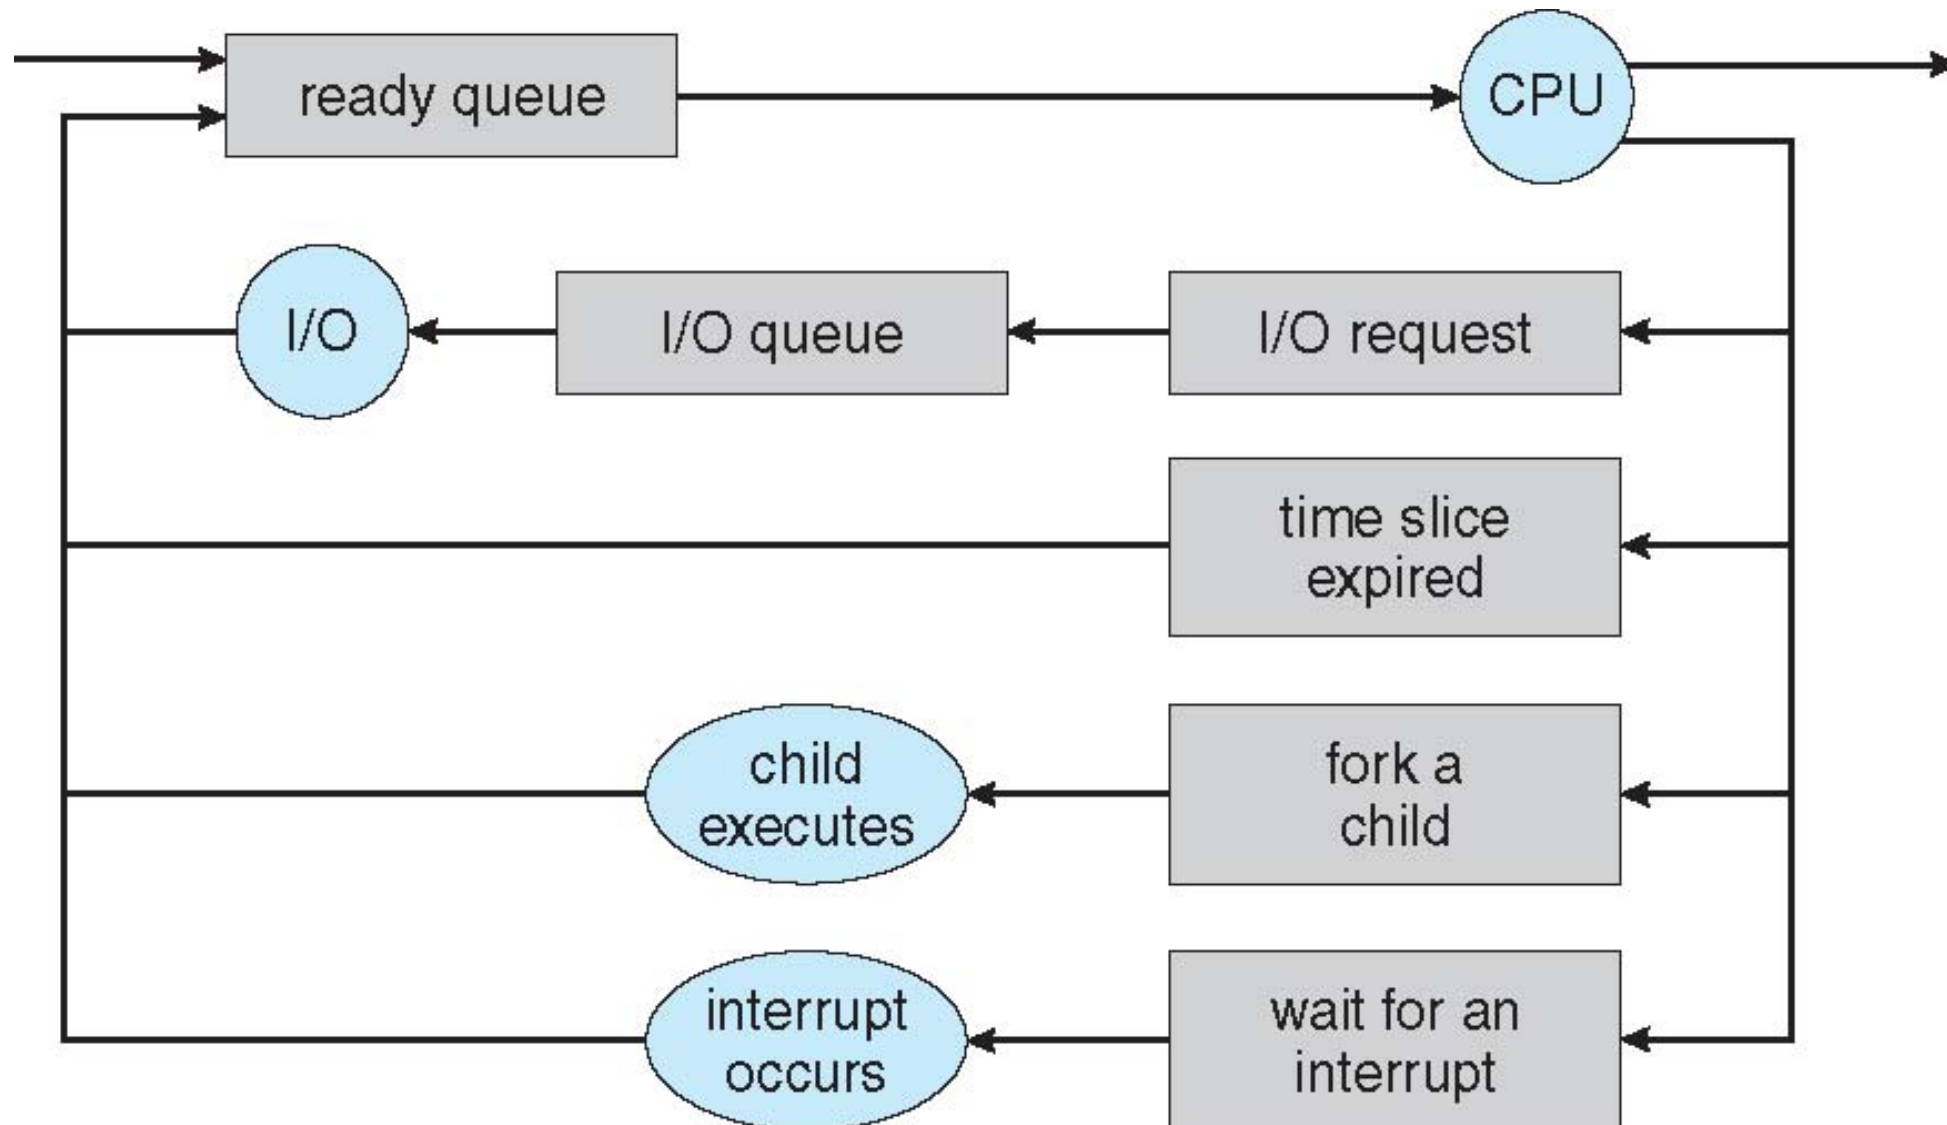 ready queue
CPU
I/O
I/O queue
I/O request
time slice
expired
child
executes
fork a
child
interrupt
occurs
wait for an
interrupt